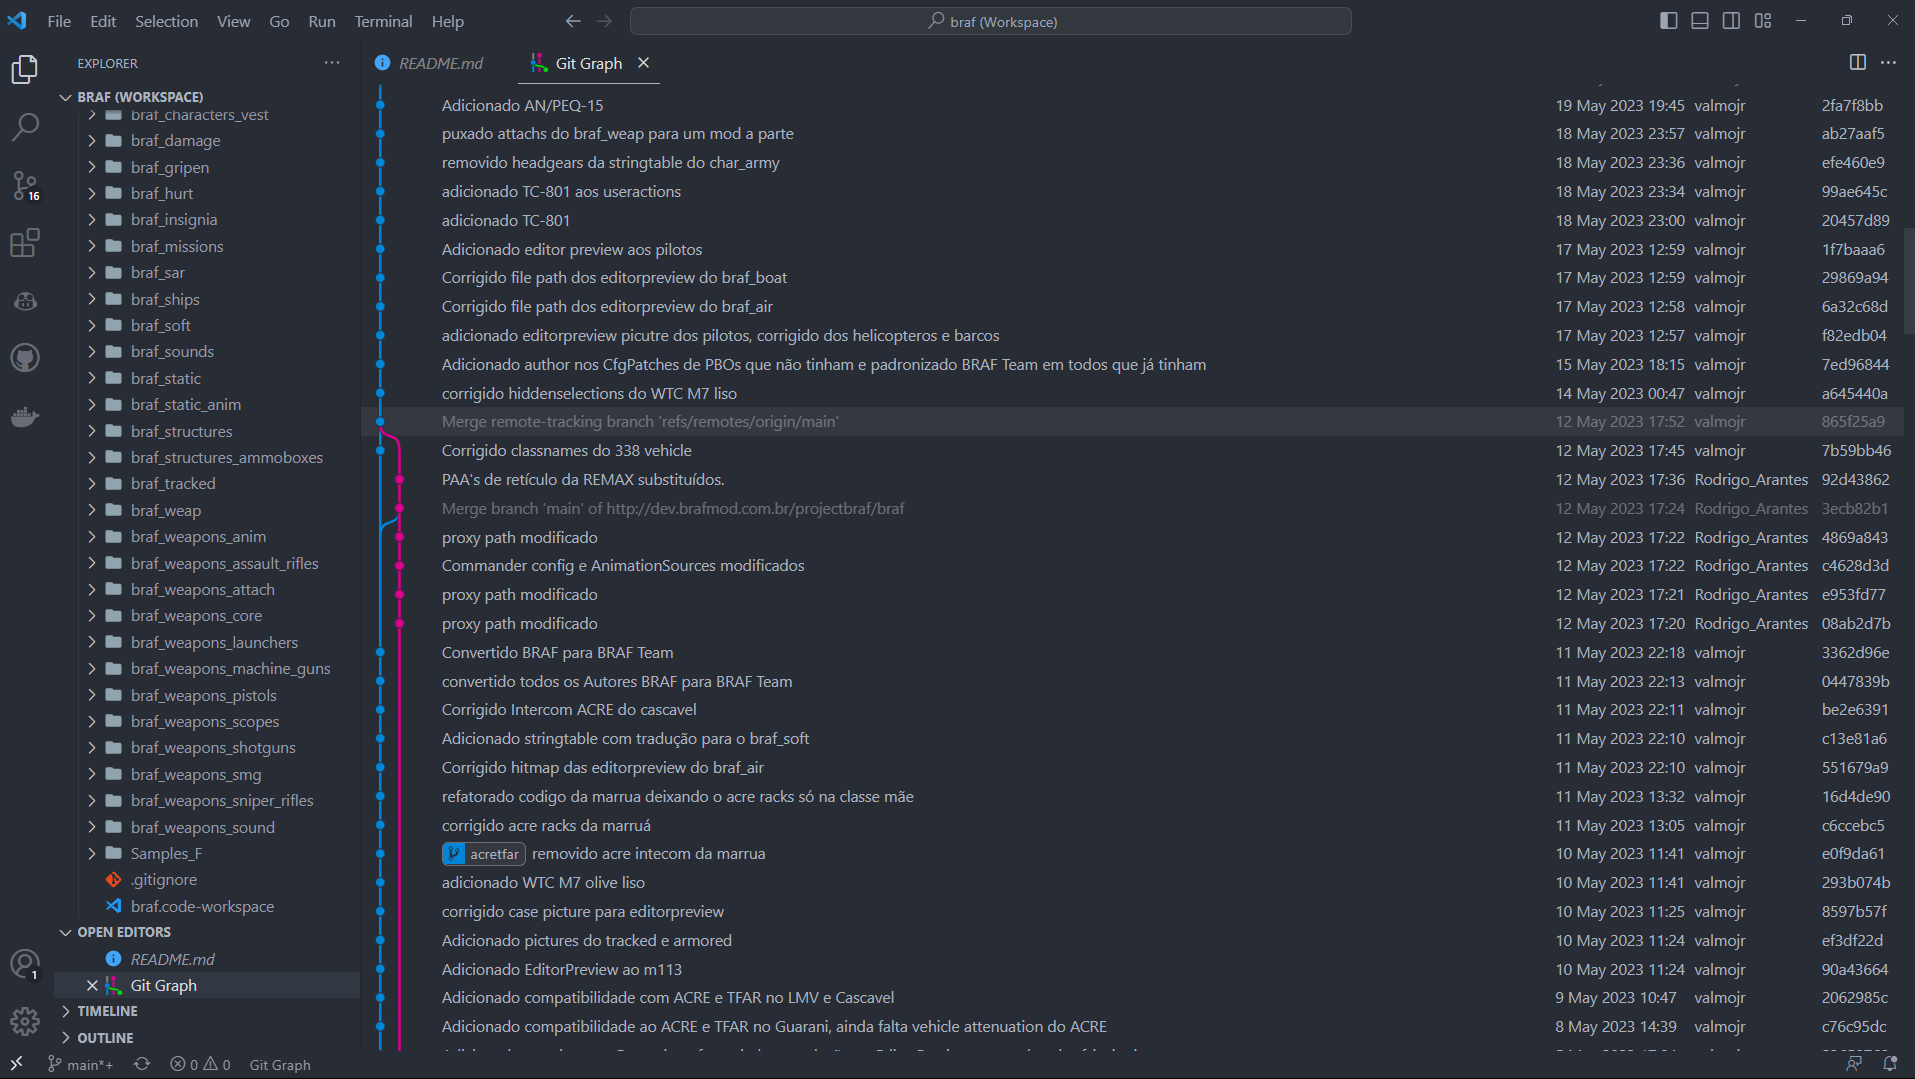 File Edit Selection View Go Run Terminal Help
braf (Workspace)
EXPLORER
BRAF (WORKSPACE)
braf_characters_vest
braf_damage
braf_gripen
braf_hurt
braf_insignia
braf_missions
braf_sar
braf_ships
braf_soft
braf_sounds
braf_static
braf_static_anim
braf_structures
braf_structures_ammoboxes
braf_tracked
braf_weap
braf_weapons_anim
braf_weapons_assault_rifles
braf_weapons_attach
braf_weapons_core
braf_weapons_launchers
braf_weapons_machine_guns
braf_weapons_pistols
braf_weapons_scopes
braf_weapons_shotguns
braf_weapons_smg
braf_weapons_sniper_rifles
braf_weapons_sound
Samples_F
.gitignore
braf.code-workspace
OPEN EDITORS
README.md
Git Graph
TIMELINE
OUTLINE
16
1
README.md Git Graph
Adicionado AN/PEQ-15 19 May 2023 19:45 valmojr 2fa7f8bb
puxado attachs do braf_weap para um mod a parte 18 May 2023 23:57 valmojr ab27aaf5
removido headgears da stringtable do char_army 18 May 2023 23:36 valmojr efe460e9
adicionado TC-801 aos useractions 18 May 2023 23:34 valmojr 99ae645c
adicionado TC-801 18 May 2023 23:00 valmojr 20457d89
Adicionado editor preview aos pilotos 17 May 2023 12:59 valmojr 1f7baaa6
Corrigido file path dos editorpreview do braf_boat 17 May 2023 12:59 valmojr 29869a94
Corrigido file path dos editorpreview do braf_air 17 May 2023 12:58 valmojr 6a32c68d
adicionado editorpreview picutre dos pilotos, corrigido dos helicopteros e barcos 17 May 2023 12:57 valmojr f82edb04
Adicionado author nos CfgPatches de PBOs que não tinham e padronizado BRAF Team em todos que já tinham 15 May 2023 18:15 valmojr 7ed96844
corrigido hiddenselections do WTC M7 liso 14 May 2023 00:47 valmojr a645440a
Merge remote-tracking branch 'refs/remotes/origin/main' 12 May 2023 17:52 valmojr 865f25a9
Corrigido classnames do 338 vehicle 12 May 2023 17:45 valmojr 7b59bb46
PAA's de retículo da REMAX substituídos. 12 May 2023 17:36 Rodrigo_Arantes 92d43862
Merge branch 'main' of http://dev.brafmod.com.br/projectbraf/braf 12 May 2023 17:24 Rodrigo_Arantes 3ecb82b1
proxy path modificado 12 May 2023 17:22 Rodrigo_Arantes 4869a843
Commander config e AnimationSources modificados 12 May 2023 17:22 Rodrigo_Arantes c4628d3d
proxy path modificado 12 May 2023 17:21 Rodrigo_Arantes e953fd77
proxy path modificado 12 May 2023 17:20 Rodrigo_Arantes 08ab2d7b
Convertido BRAF para BRAF Team 11 May 2023 22:18 valmojr 3362d96e
convertido todos os Autores BRAF para BRAF Team 11 May 2023 22:13 valmojr 0447839b
Corrigido Intercom ACRE do cascavel 11 May 2023 22:11 valmojr be2e6391
Adicionado stringtable com tradução para o braf_soft 11 May 2023 22:10 valmojr c13e81a6
Corrigido hitmap das editorpreview do braf_air 11 May 2023 22:10 valmojr 551679a9
refatorado codigo da marrua deixando o acre racks só na classe mãe 11 May 2023 13:32 valmojr 16d4de90
corrigido acre racks da marruá 11 May 2023 13:05 valmojr c6ccebc5
acretfar removido acre intecom da marrua 10 May 2023 11:41 valmojr e0f9da61
adicionado WTC M7 olive liso 10 May 2023 11:41 valmojr 293b074b
corrigido case picture para editorpreview 10 May 2023 11:25 valmojr 8597b57f
Adicionado pictures do tracked e armored 10 May 2023 11:24 valmojr ef3df22d
Adicionado EditorPreview ao m113 10 May 2023 11:24 valmojr 90a43664
Adicionado compatibilidade com ACRE e TFAR no LMV e Cascavel 9 May 2023 10:47 valmojr 2062985c
Adicionado compatibilidade ao ACRE e TFAR no Guarani, ainda falta vehicle attenuation do ACRE 8 May 2023 14:39 valmojr c76c95dc
main*+ 0 0 Git Graph